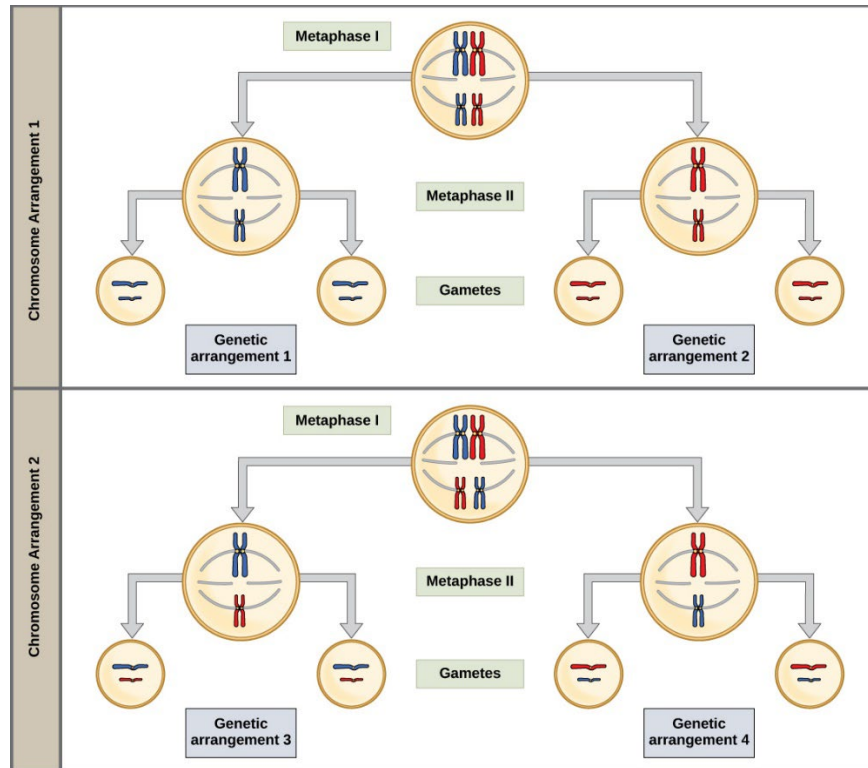 Chromosome Arrangement 1
Metaphase I
Metaphase II
Gametes
Genetic
arrangement 1
Genetic
arrangement 2
Chromosome Arrangement 2
Metaphase I
Metaphase II
Gametes
Genetic
arrangement 3
Genetic
arrangement 4